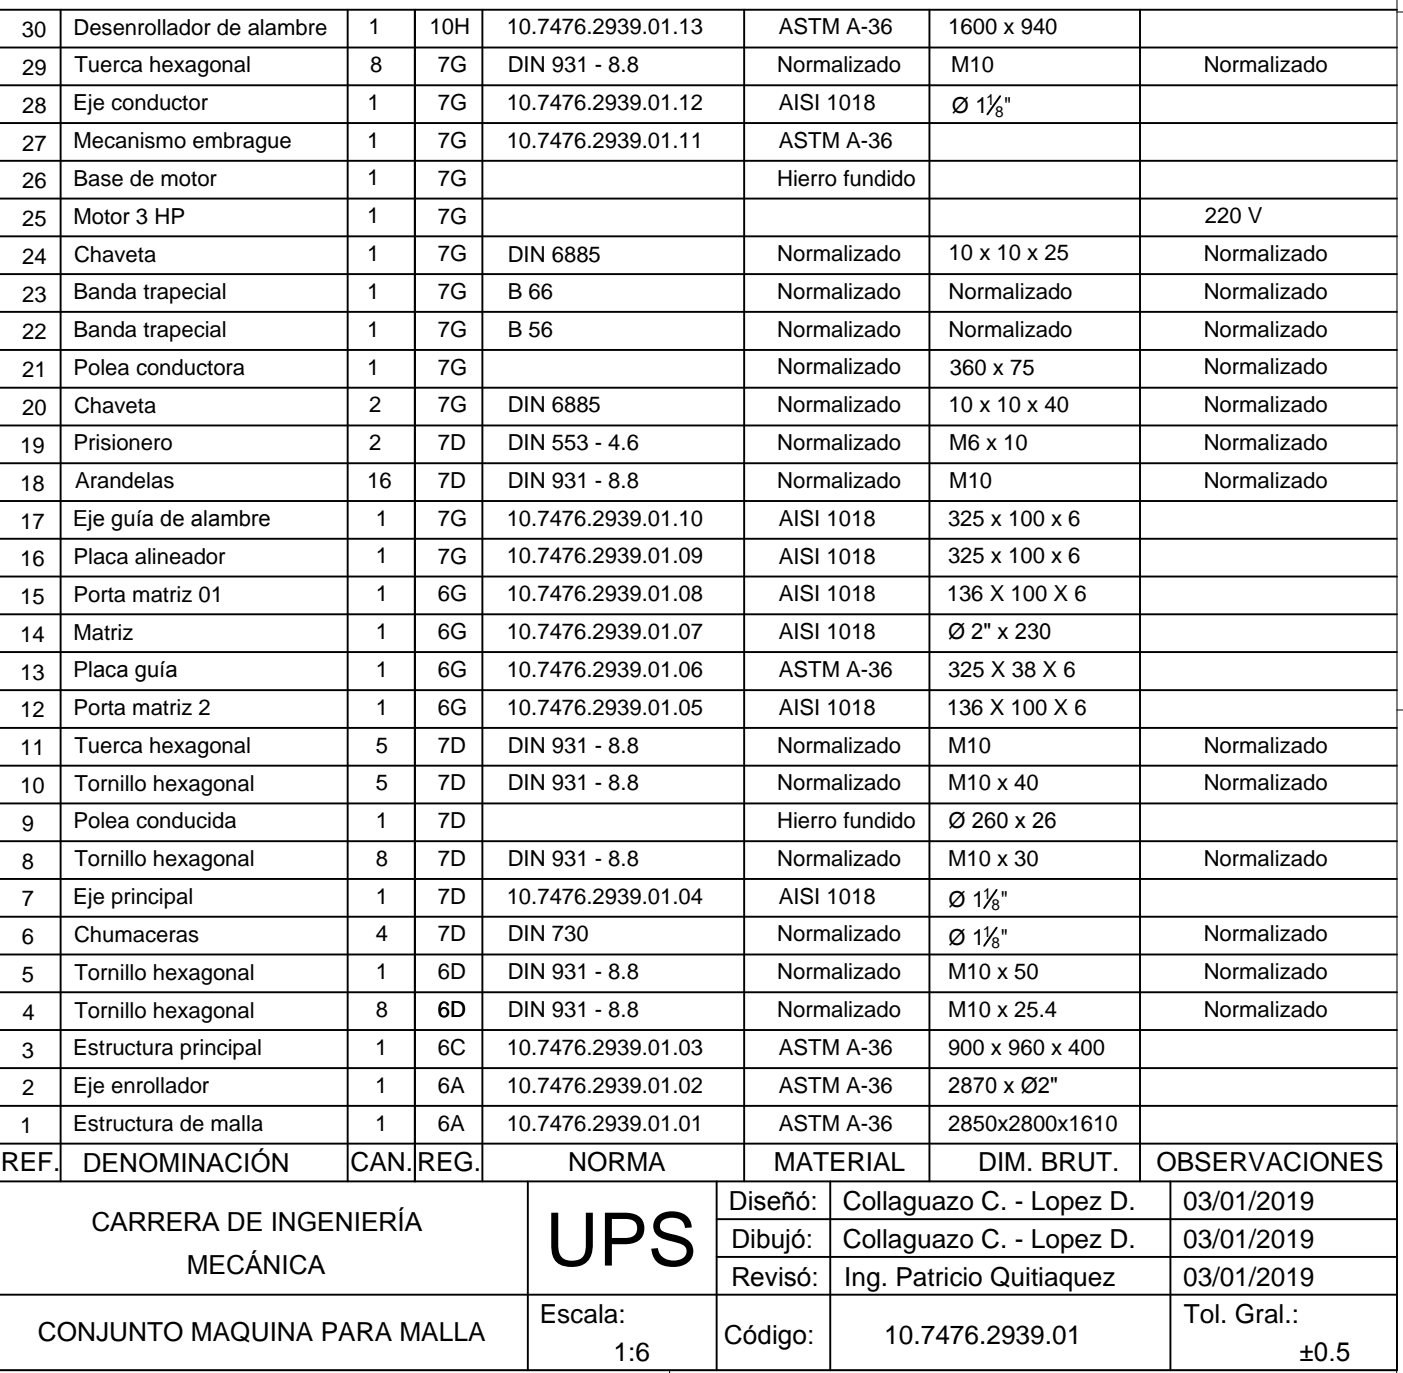 30 Desenrollador de alambre 1 10H 10.7476.2939.01.13 ASTM A-36 1600 x 940
29 Tuerca hexagonal 8 7G DIN 931 - 8.8 Normalizado M10 Normalizado
28 Eje conductor 1 7G 10.7476.2939.01.12 AISI 1018 Ø 1⅛"
27 Mecanismo embrague 1 7G 10.7476.2939.01.11 ASTM A-36
26 Base de motor 1 7G Hierro fundido
25 Motor 3 HP 1 7G 220 V
24 Chaveta 1 7G DIN 6885 Normalizado 10 x 10 x 25 Normalizado
23 Banda trapecial 1 7G B 66 Normalizado Normalizado Normalizado
22 Banda trapecial 1 7G B 56 Normalizado Normalizado Normalizado
21 Polea conductora 1 7G Normalizado 360 x 75 Normalizado
20 Chaveta 2 7G DIN 6885 Normalizado 10 x 10 x 40 Normalizado
19 Prisionero 2 7D DIN 553 - 4.6 Normalizado M6 x 10 Normalizado
18 Arandelas 16 7D DIN 931 - 8.8 Normalizado M10 Normalizado
17 Eje guía de alambre 1 7G 10.7476.2939.01.10 AISI 1018 325 x 100 x 6
16 Placa alineador 1 7G 10.7476.2939.01.09 AISI 1018 325 x 100 x 6
15 Porta matriz 01 1 6G 10.7476.2939.01.08 AISI 1018 136 X 100 X 6
14 Matriz 1 6G 10.7476.2939.01.07 AISI 1018 Ø 2" x 230
13 Placa guía 1 6G 10.7476.2939.01.06 ASTM A-36 325 X 38 X 6
12 Porta matriz 2 1 6G 10.7476.2939.01.05 AISI 1018 136 X 100 X 6
11 Tuerca hexagonal 5 7D DIN 931 - 8.8 Normalizado M10 Normalizado
10 Tornillo hexagonal 5 7D DIN 931 - 8.8 Normalizado M10 x 40 Normalizado
9 Polea conducida 1 7D Hierro fundido Ø 260 x 26
8 Tornillo hexagonal 8 7D DIN 931 - 8.8 Normalizado M10 x 30 Normalizado
7 Eje principal 1 7D 10.7476.2939.01.04 AISI 1018 Ø 1⅛"
6 Chumaceras 4 7D DIN 730 Normalizado Ø 1⅛" Normalizado
5 Tornillo hexagonal 1 6D DIN 931 - 8.8 Normalizado M10 x 50 Normalizado
4 Tornillo hexagonal 8 6D DIN 931 - 8.8 Normalizado M10 x 25.4 Normalizado
3 Estructura principal 1 6C 10.7476.2939.01.03 ASTM A-36 900 x 960 x 400
2 Eje enrollador 1 6A 10.7476.2939.01.02 ASTM A-36 2870 x Ø2"
1 Estructura de malla 1 6A 10.7476.2939.01.01 ASTM A-36 2850x2800x1610
REF. DENOMINACIÓN CAN. REG. NORMA MATERIAL DIM. BRUT. OBSERVACIONES
CARRERA DE INGENIERÍA
MECÁNICA
UPS
Diseñó: Collaguazo C. - Lopez D. 03/01/2019
Dibujó: Collaguazo C. - Lopez D. 03/01/2019
Revisó: Ing. Patricio Quitiaquez 03/01/2019
CONJUNTO MAQUINA PARA MALLA
Escala:
1:6
Código: 10.7476.2939.01
Tol. Gral.:
±0.5